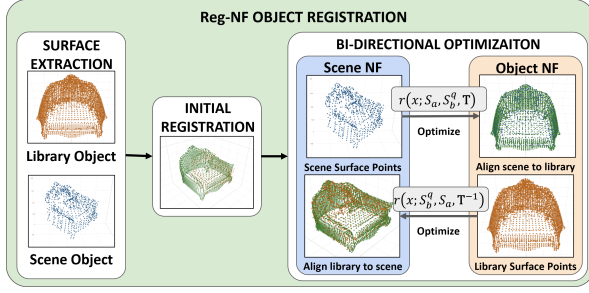 Reg-NF OBJECT REGISTRATION
SURFACE
EXTRACTION
Library Object
Scene Object
INITIAL
REGISTRATION
BI-DIRECTIONAL OPTIMIZAITON
Scene NF
Object NF
r(x; S_a, S_b^q, T)
Optimize
Scene Surface Points
Align scene to library
r(x; S_b^q, S_a, T^{-1})
Optimize
Align library to scene
Library Surface Points